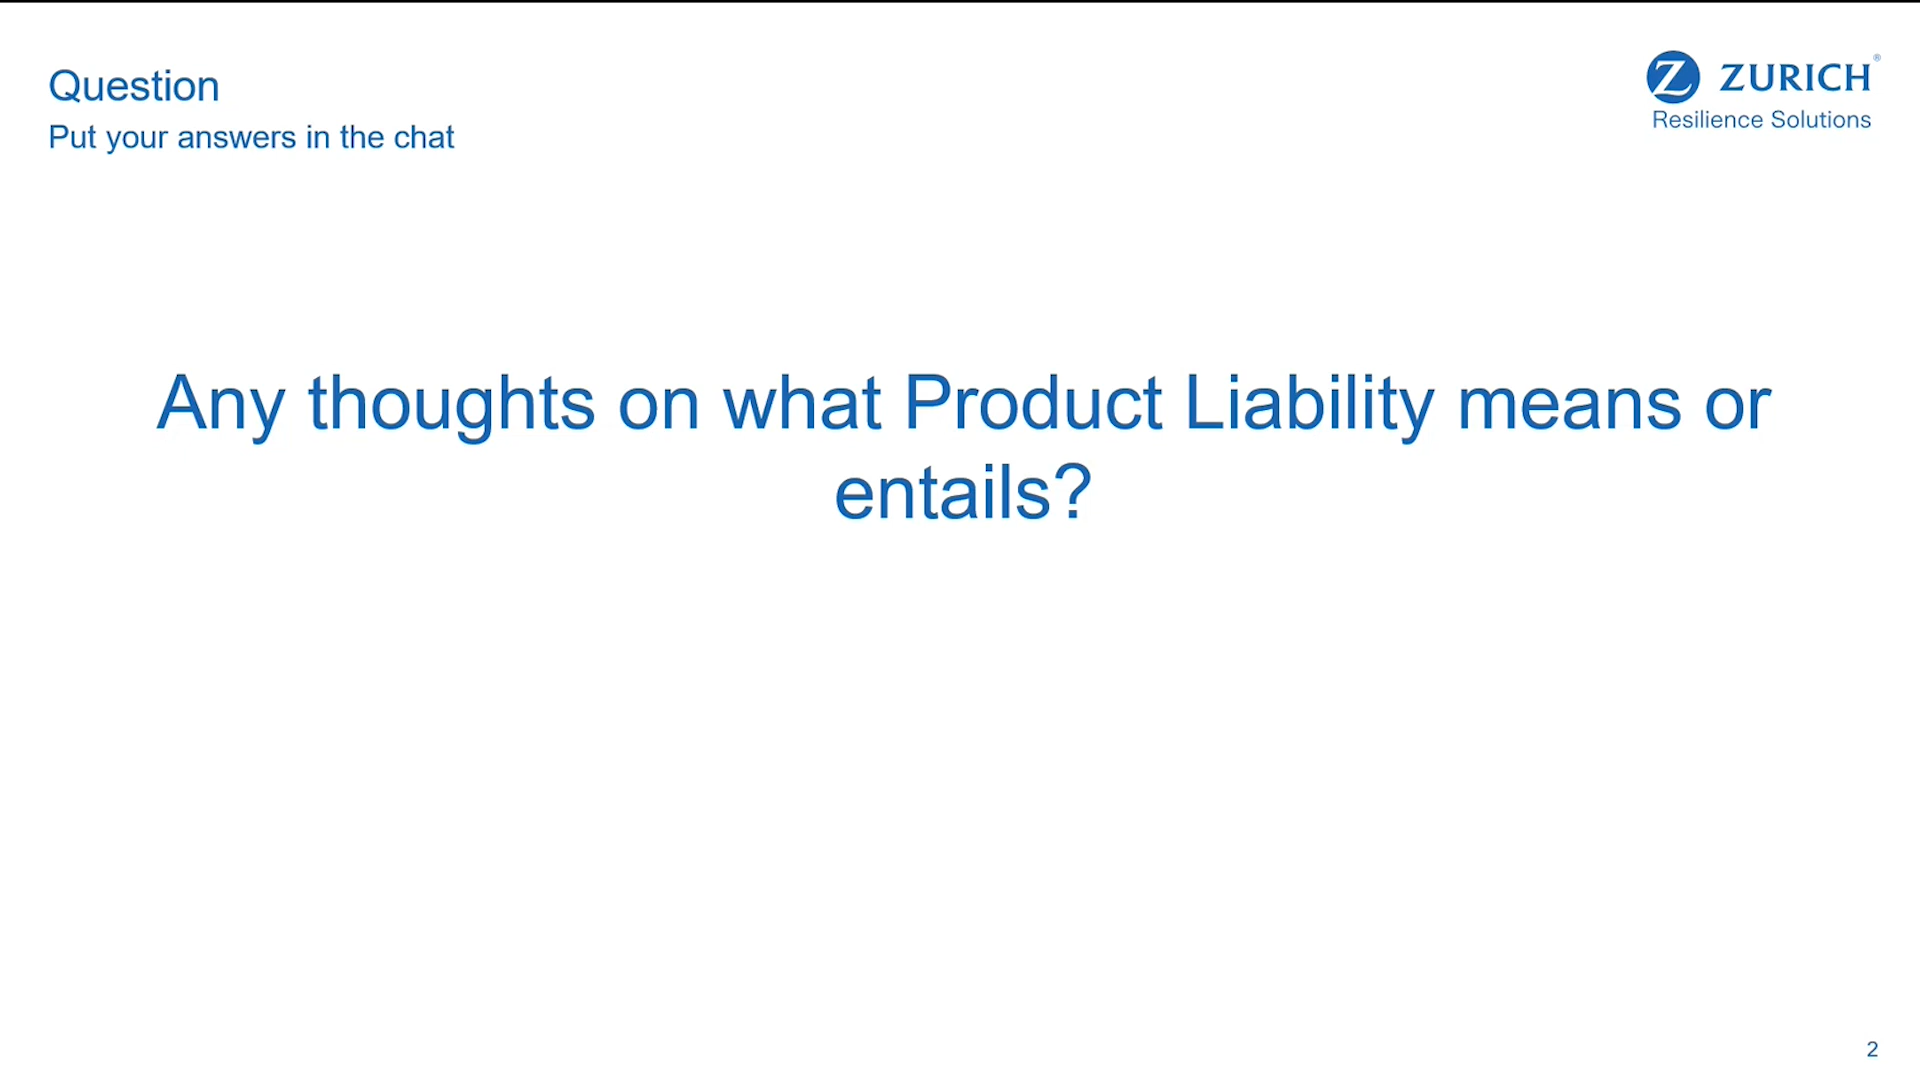 Question
Put your answers in the chat
Z ZURICH®
Resilience Solutions
Any thoughts on what Product Liability means or
entails?
2